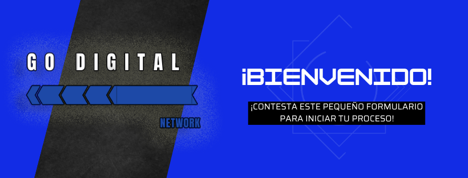 GO DIGITAL
NETWORK
¡BIENVENIDO!
¡CONTESTA ESTE PEQUEÑO FORMULARIO
PARA INICIAR TU PROCESO!